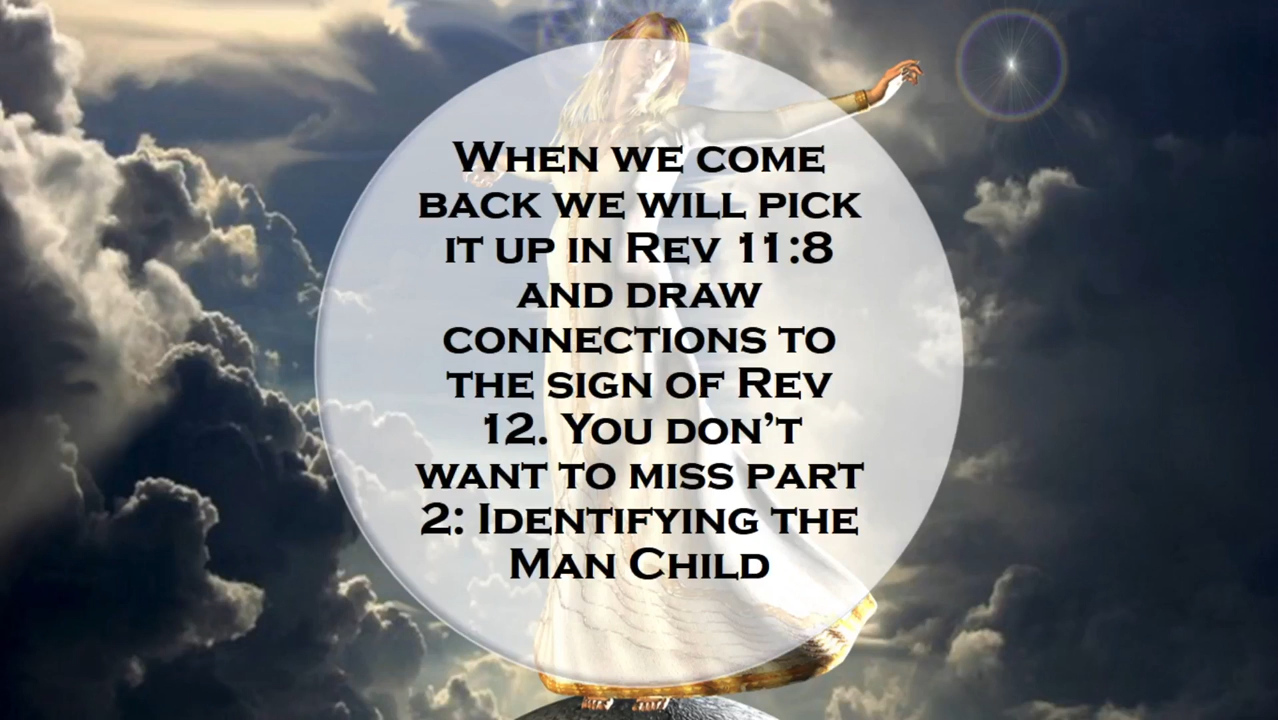 When we come
back we will pick
it up in Rev 11:8
and draw
connections to
the sign of Rev
12. You don’t
want to miss part
2: Identifying the
Man Child